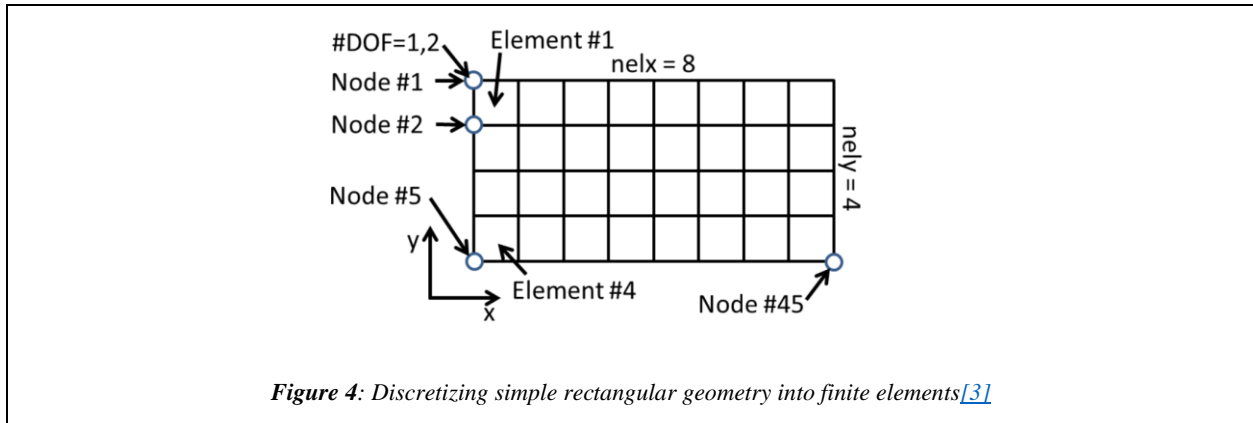 #DOF=1,2
Element #1
nelx = 8
Node #1
Node #2
nely = 4
Node #5
y
x
Element #4
Node #45
Figure 4: Discretizing simple rectangular geometry into finite elements[3]